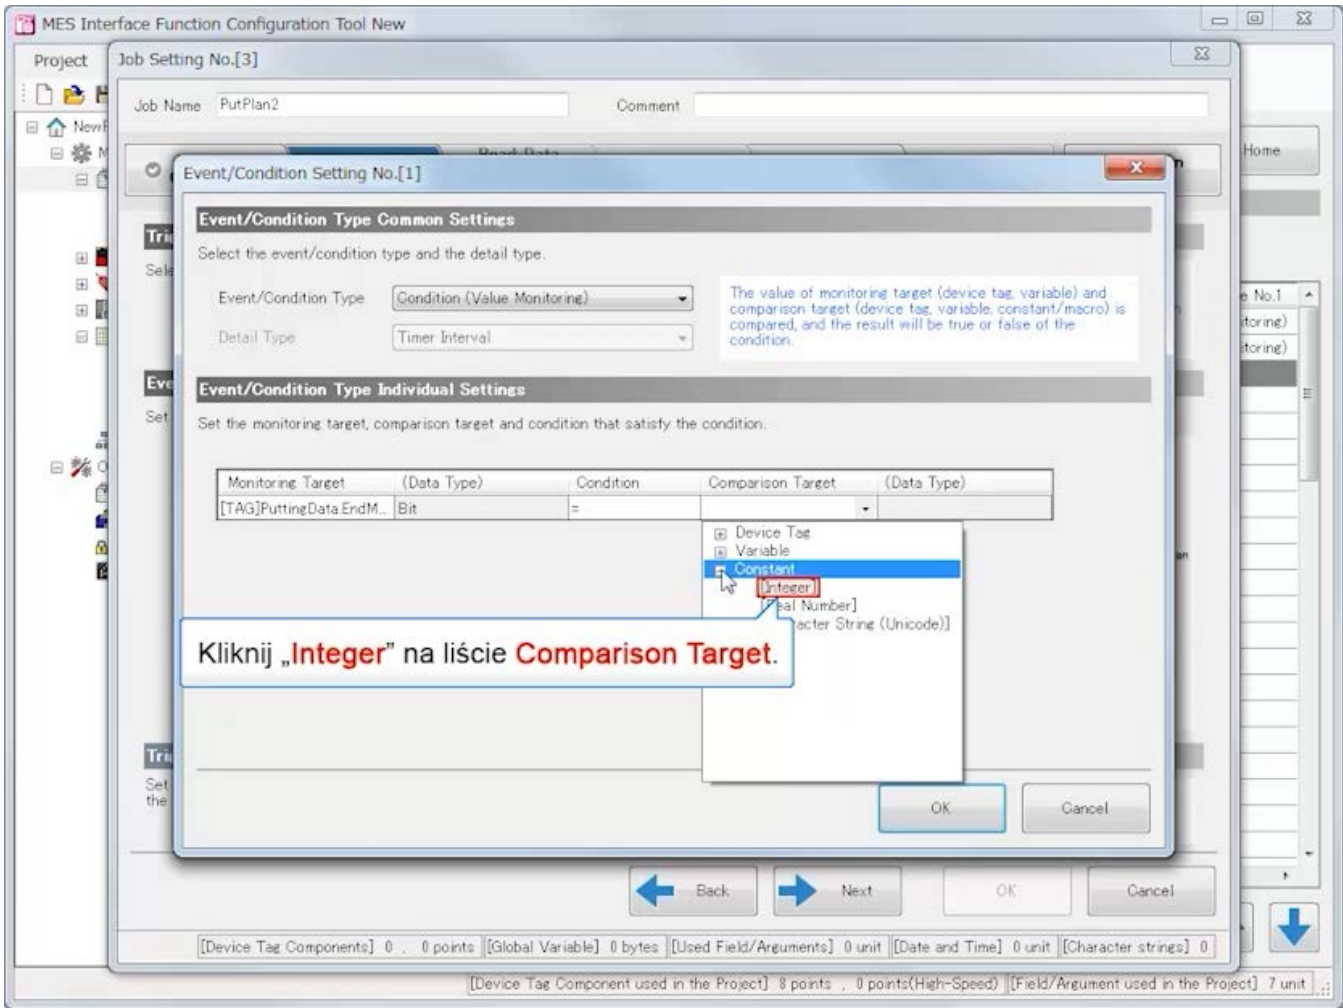 MES Interface Function Configuration Tool New
Project
Job Setting No.[3]
Job Name PutPlan2 Comment
Home
Event/Condition Setting No.[1]
Event/Condition Type Common Settings
Select the event/condition type and the detail type.
Event/Condition Type Condition (Value Monitoring)
Detail Type Timer Interval
The value of monitoring target (device tag, variable) and
comparison target (device tag, variable, constant/macro) is
compared, and the result will be true or false of the
condition.
No.1
Event/Condition Type Individual Settings
Set
Set the monitoring target, comparison target and condition that satisfy the condition.
Monitoring Target (Data Type) Condition Comparison Target (Data Type)
[TAG]PuttingData.EndM... Bit =
Device Tag
Variable
Constant
[Integer]
Kliknij „Integer” na liście Comparison Target.
Set
the
OK Cancel
Back Next OK Cancel
[Device Tag Components] 0 , 0 points [Global Variable] 0 bytes [Used Field/Arguments] 0 unit [Date and Time] 0 unit [Character strings] 0
[Device Tag Component used in the Project] 8 points , 0 points(High-Speed) [Field/Argument used in the Project] 7 unit